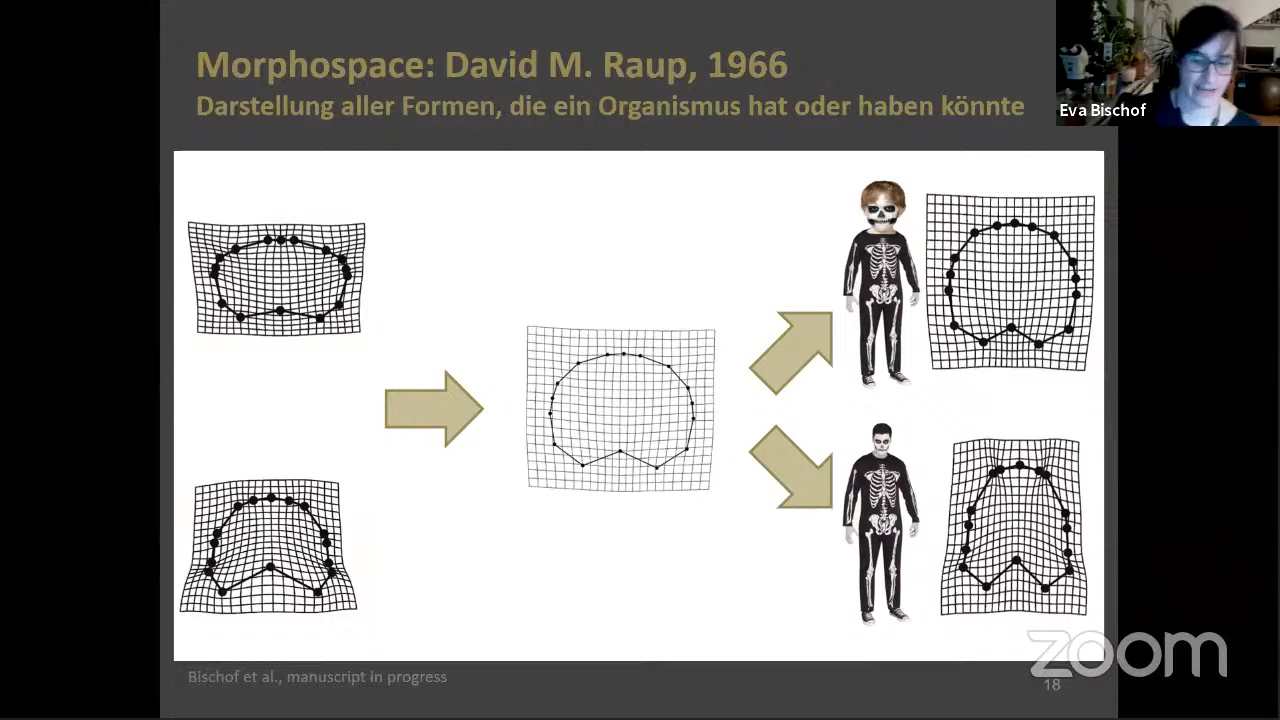 Morphospace: David M. Raup, 1966
Darstellung aller Formen, die ein Organismus hat oder haben könnte
Eva Bischof
Bischof et al., manuscript in progress
zoom
18